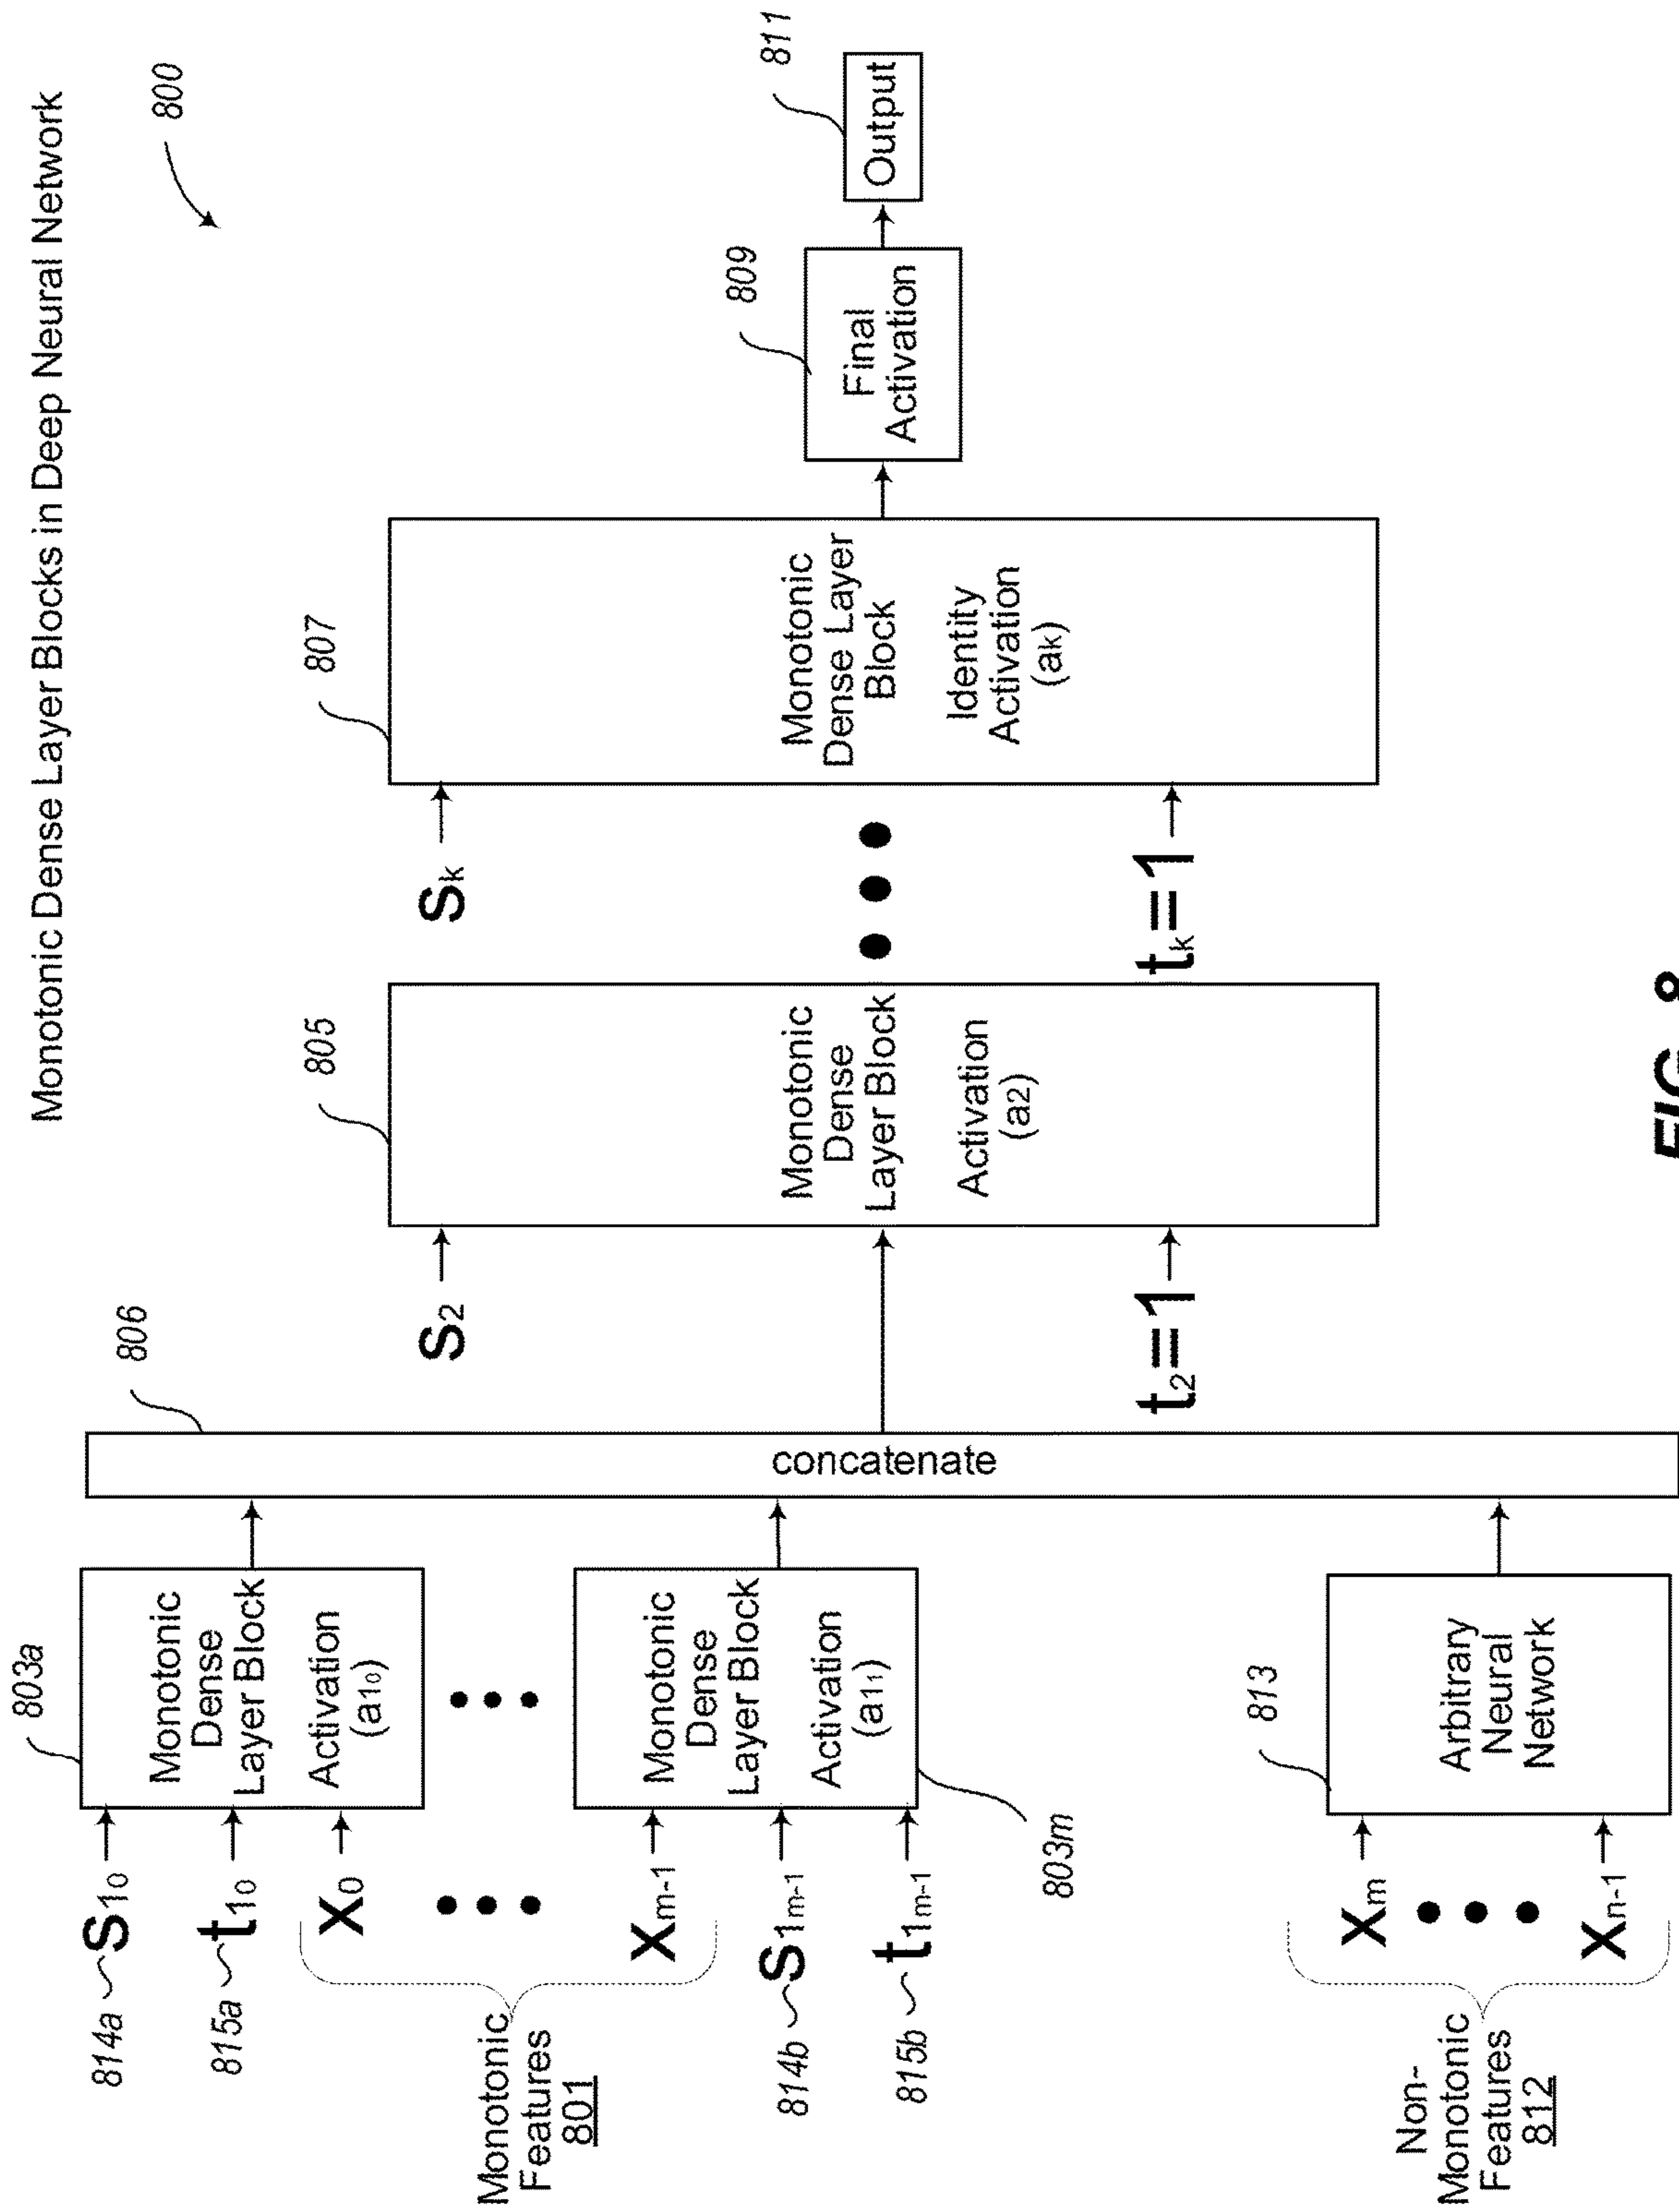 Monotonic Dense Layer Blocks in Deep Neural Network
800
814a
s10
815a
t10
x0
Monotonic
Features
801
xm-1
814b
s1m-1
815b
t1m-1
803a
Monotonic
Dense
Layer Block
Activation
(a10)
Monotonic
Dense
Layer Block
Activation
(a11)
803m
Non-
Monotonic
Features
812
xm
xn-1
813
Arbitrary
Neural
Network
806
concatenate
s2
t2=1
805
Monotonic
Dense
Layer Block
Activation
(a2)
sk
tk=1
807
Monotonic
Dense Layer
Block
Identity
Activation
(ak)
809
Final
Activation
811
Output
FIG. 8